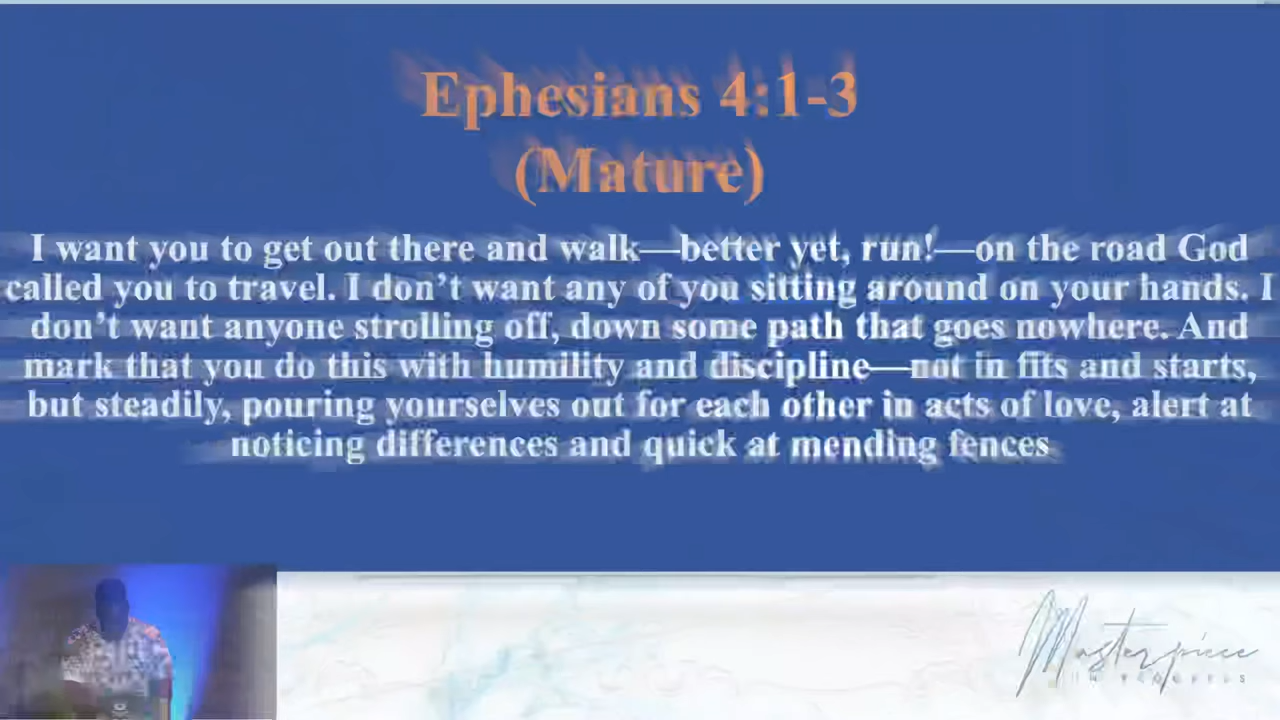 Ephesians 4:1-3
(Mature)
I want you to get out there and walk—better yet, run!—on the road God
called you to travel. I don’t want any of you sitting around on your hands. I
don’t want anyone strolling off, down some path that goes nowhere. And
mark that you do this with humility and discipline—not in fits and starts,
but steadily, pouring yourselves out for each other in acts of love, alert at
noticing differences and quick at mending fences
Masterpiece
IN PROGRESS